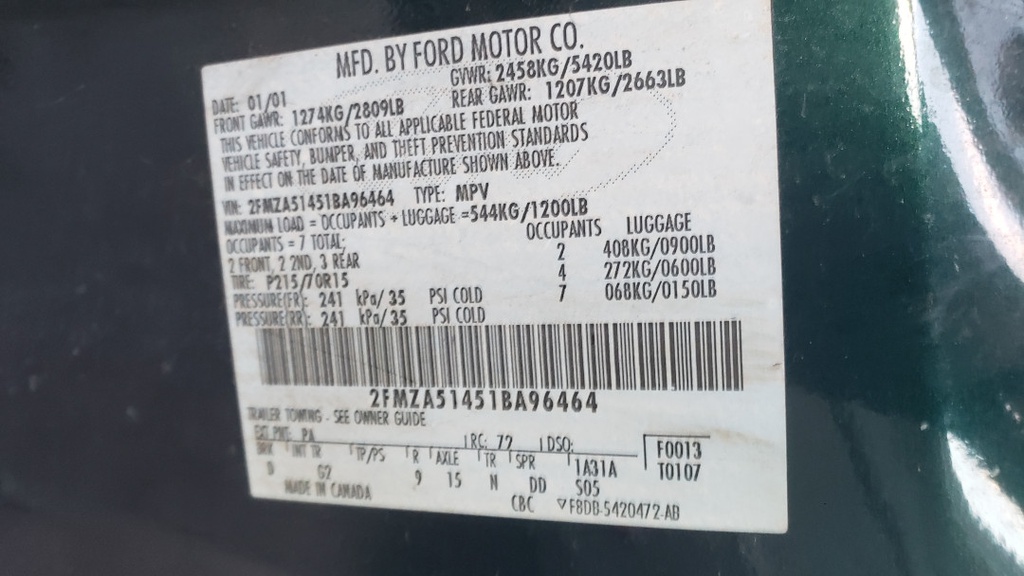 MFD. BY FORD MOTOR CO.
DATE: 01/01 GVWR: 2458KG/5420LB
FRONT GAWR: 1274KG/2809LB REAR GAWR: 1207KG/2663LB
THIS VEHICLE CONFORMS TO ALL APPLICABLE FEDERAL MOTOR
VEHICLE SAFETY, BUMPER, AND THEFT PREVENTION STANDARDS
IN EFFECT ON THE DATE OF MANUFACTURE SHOWN ABOVE.
VIN: 2FMZA51451BA96464 TYPE: MPV
MAXIMUM LOAD = OCCUPANTS + LUGGAGE =544KG/1200LB
OCCUPANTS = 7 TOTAL; OCCUPANTS LUGGAGE
2 FRONT, 2 2ND, 3 REAR 2 408KG/0900LB
TIRE: P215/70R15 4 272KG/0600LB
PRESSURE(FR): 241 kPa/35 PSI COLD 7 068KG/0150LB
PRESSURE(RR): 241 kPa/35 PSI COLD
2FMZA51451BA96464
TRAILER TOWING - SEE OWNER GUIDE
EXT PNT: PA RC: 72 DSO: F0013
BRK INT TR TP/PS R AXLE TR SPR 1A31A T0107
D G2 9 15 N DD S05
MADE IN CANADA CBC ▽F8DB-5420472-AB